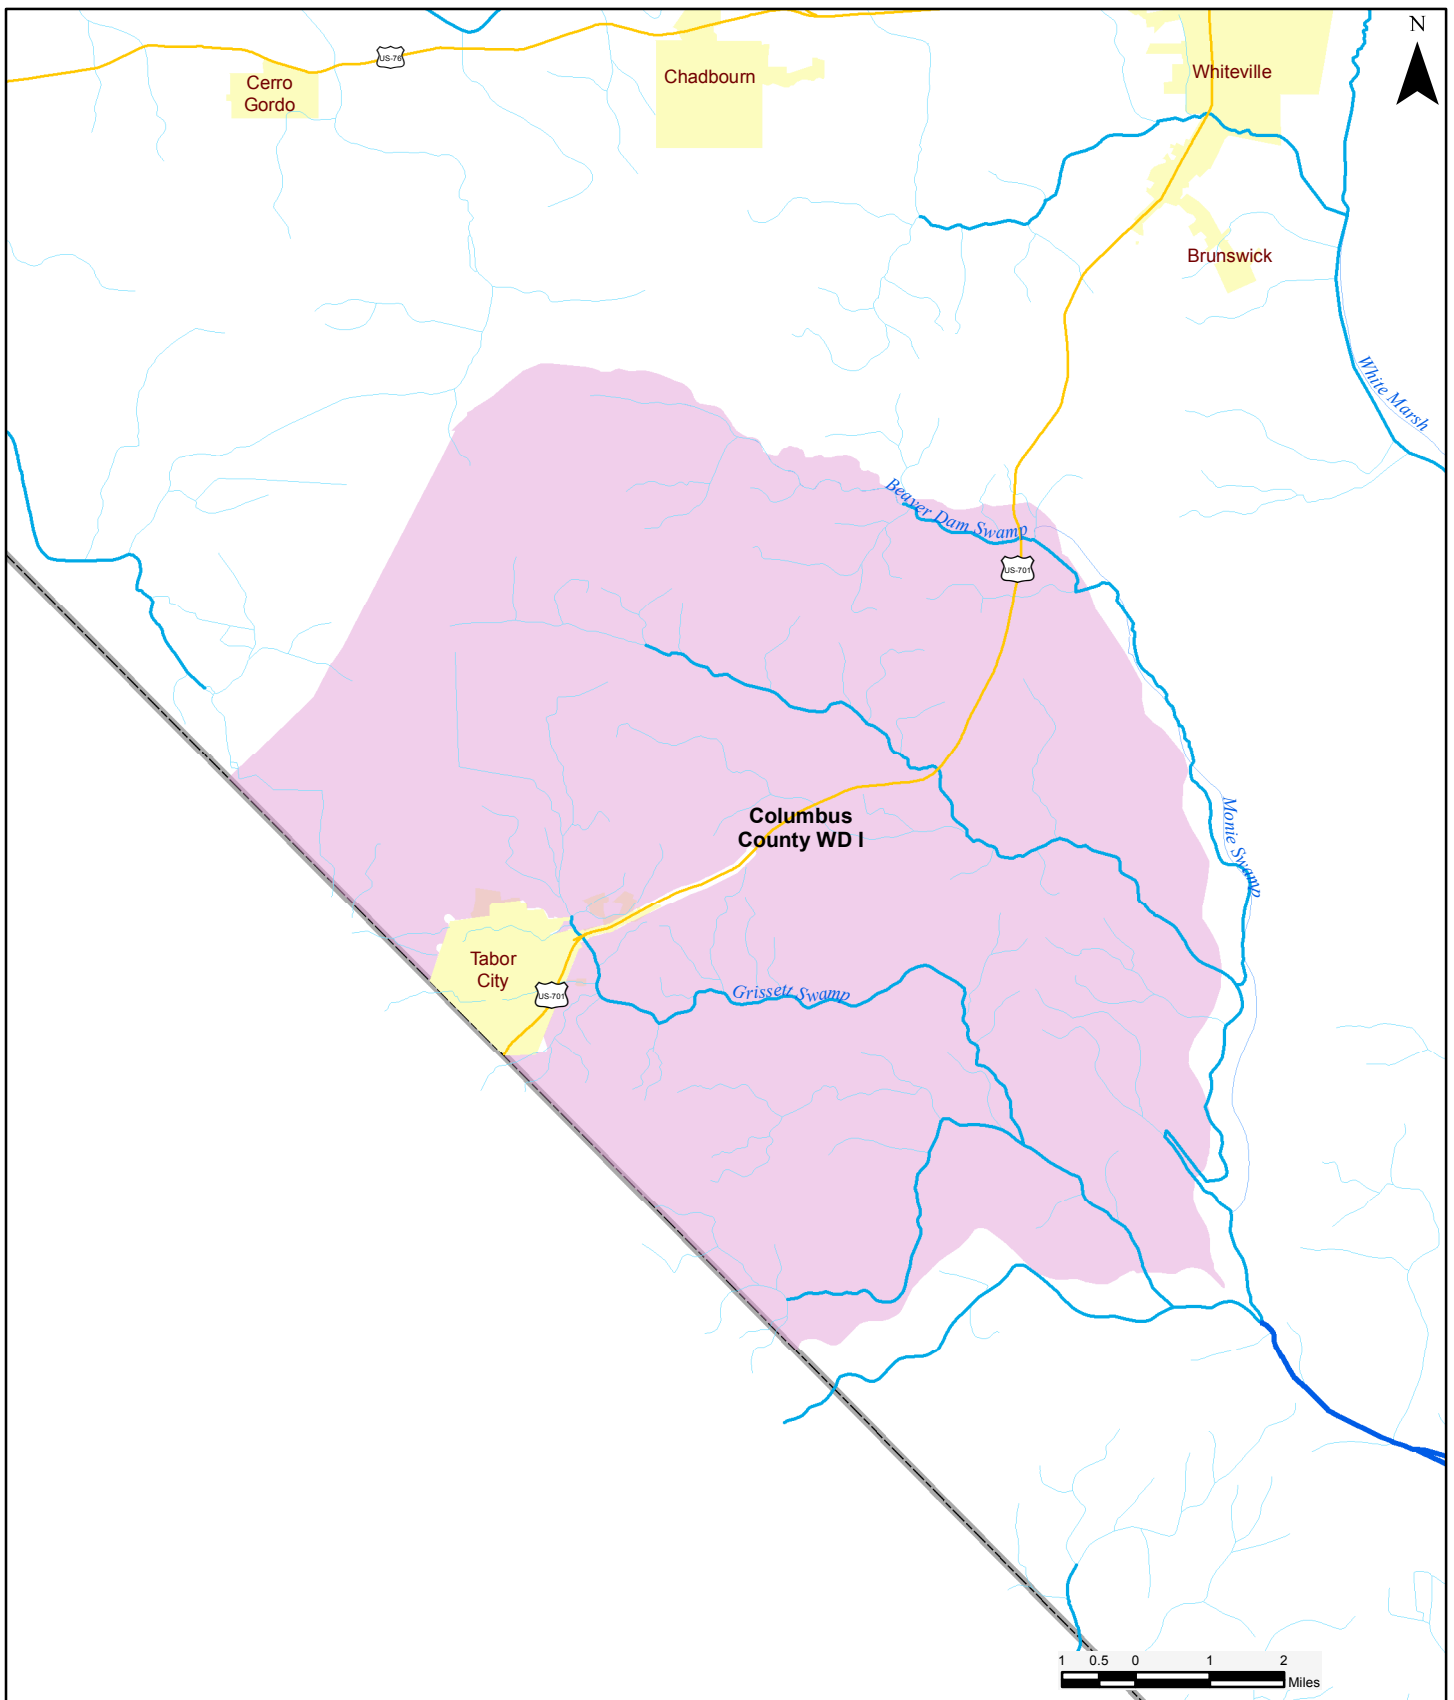 N
US-76
Cerro
Gordo
Chadbourn
Whiteville
Brunswick
White Marsh
Beaver Dam Swamp
US-701
Columbus
County WD I
Monie Swamp
Tabor
City
US-701
Grissett Swamp
1 0.5 0 1 2
Miles